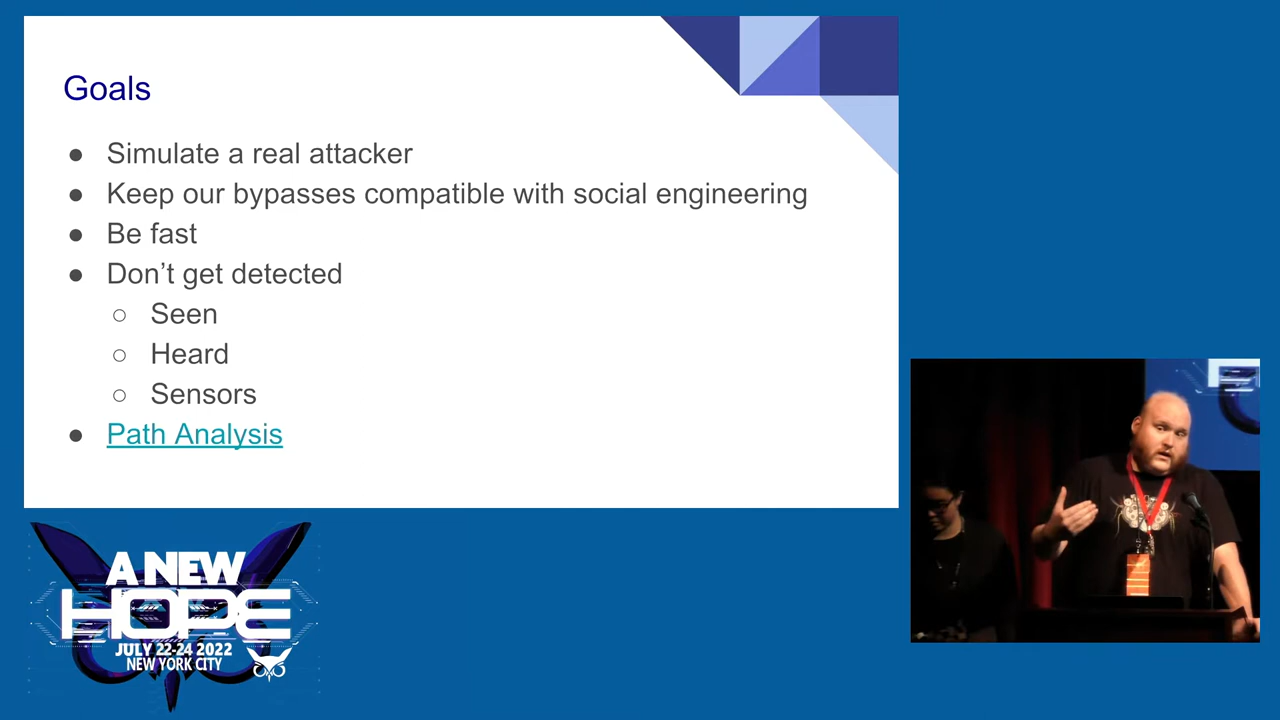 Goals
● Simulate a real attacker
● Keep our bypasses compatible with social engineering
● Be fast
● Don't get detected
○ Seen
○ Heard
○ Sensors
● Path Analysis
A NEW
HOPE
JULY 22-24 2022
NEW YORK CITY